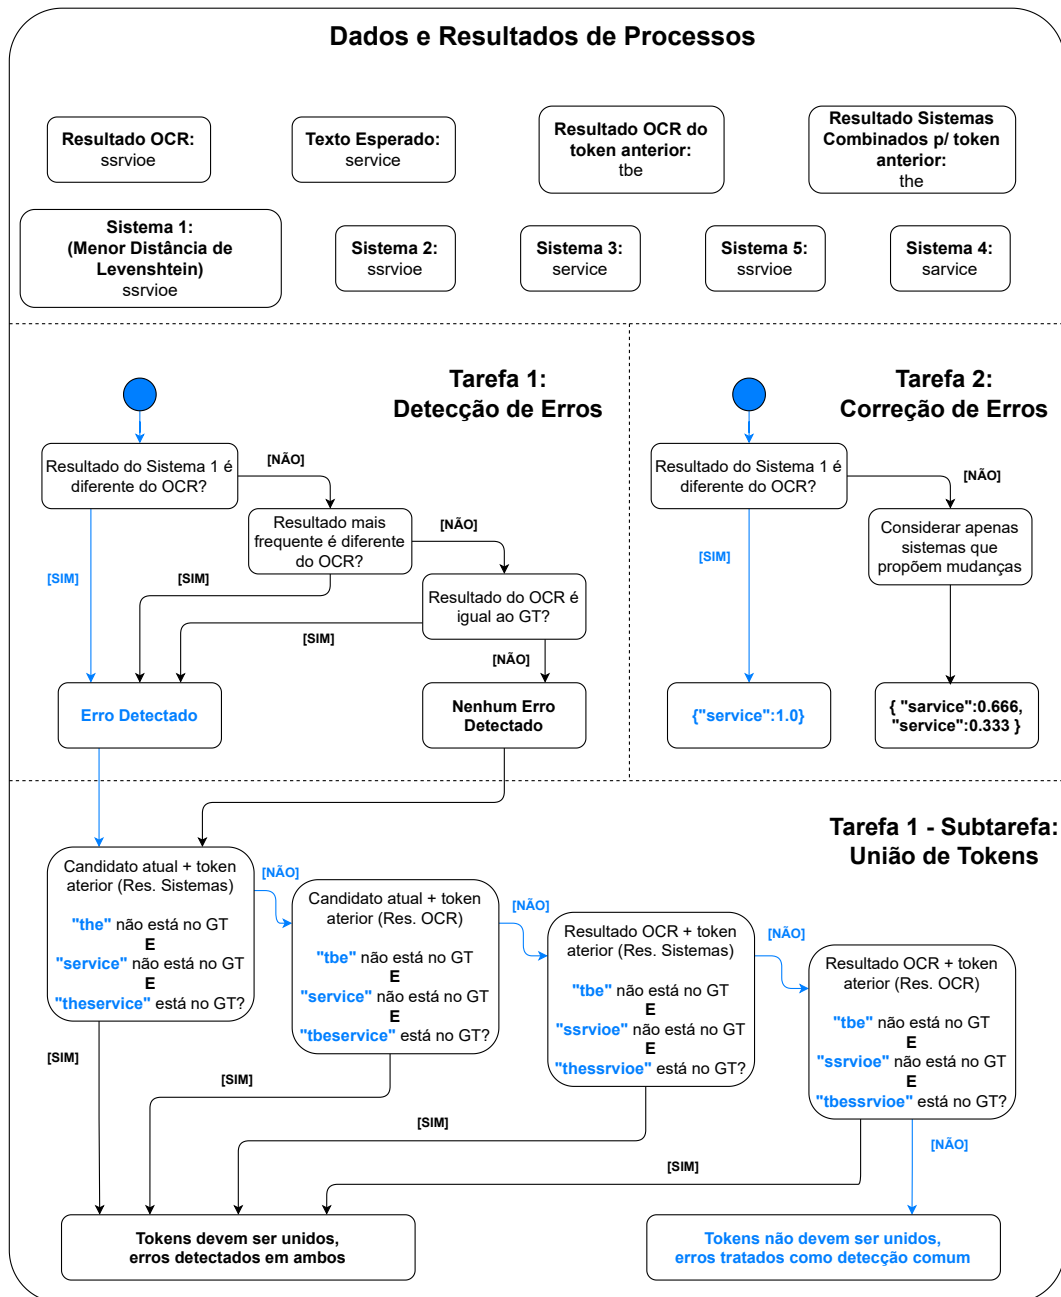 Dados e Resultados de Processos
Resultado OCR:
ssrvioe
Texto Esperado:
service
Resultado OCR do
token anterior:
tbe
Resultado Sistemas
Combinados p/ token
anterior:
the
Sistema 1:
(Menor Distância de
Levenshtein)
ssrvioe
Sistema 2:
ssrvioe
Sistema 3:
service
Sistema 5:
ssrvioe
Sistema 4:
sarvice
Tarefa 1:
Detecção de Erros
Resultado do Sistema 1 é
diferente do OCR?
[NÃO]
Resultado mais
frequente é diferente
do OCR?
[NÃO]
[SIM]
[SIM]
Resultado do OCR é
igual ao GT?
[SIM]
[NÃO]
Erro Detectado
Nenhum Erro
Detectado
Tarefa 2:
Correção de Erros
Resultado do Sistema 1 é
diferente do OCR?
[NÃO]
Considerar apenas
sistemas que
propõem mudanças
[SIM]
{"service":1.0}
{ "sarvice":0.666,
"service":0.333 }
Tarefa 1 - Subtarefa:
União de Tokens
Candidato atual + token
aterior (Res. Sistemas)
"the" não está no GT
E
"service" não está no GT
E
"theservice" está no GT?
[NÃO]
[SIM]
Candidato atual + token
aterior (Res. OCR)
"tbe" não está no GT
E
"service" não está no GT
E
"tbeservice" está no GT?
[NÃO]
[SIM]
Resultado OCR + token
aterior (Res. Sistemas)
"tbe" não está no GT
E
"ssrvioe" não está no GT
E
"thessrvioe" está no GT?
[NÃO]
[SIM]
Resultado OCR + token
aterior (Res. OCR)
"tbe" não está no GT
E
"ssrvioe" não está no GT
E
"tbessrvioe" está no GT?
[NÃO]
[SIM]
Tokens devem ser unidos,
erros detectados em ambos
Tokens não devem ser unidos,
erros tratados como detecção comum